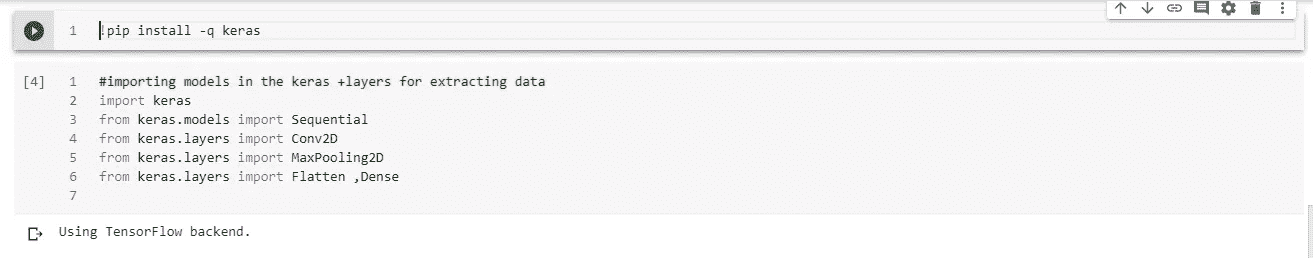 1 !pip install -q keras
[4] 1 #importing models in the keras +layers for extracting data
2 import keras
3 from keras.models import Sequential
4 from keras.layers import Conv2D
5 from keras.layers import MaxPooling2D
6 from keras.layers import Flatten ,Dense
7
Using TensorFlow backend.